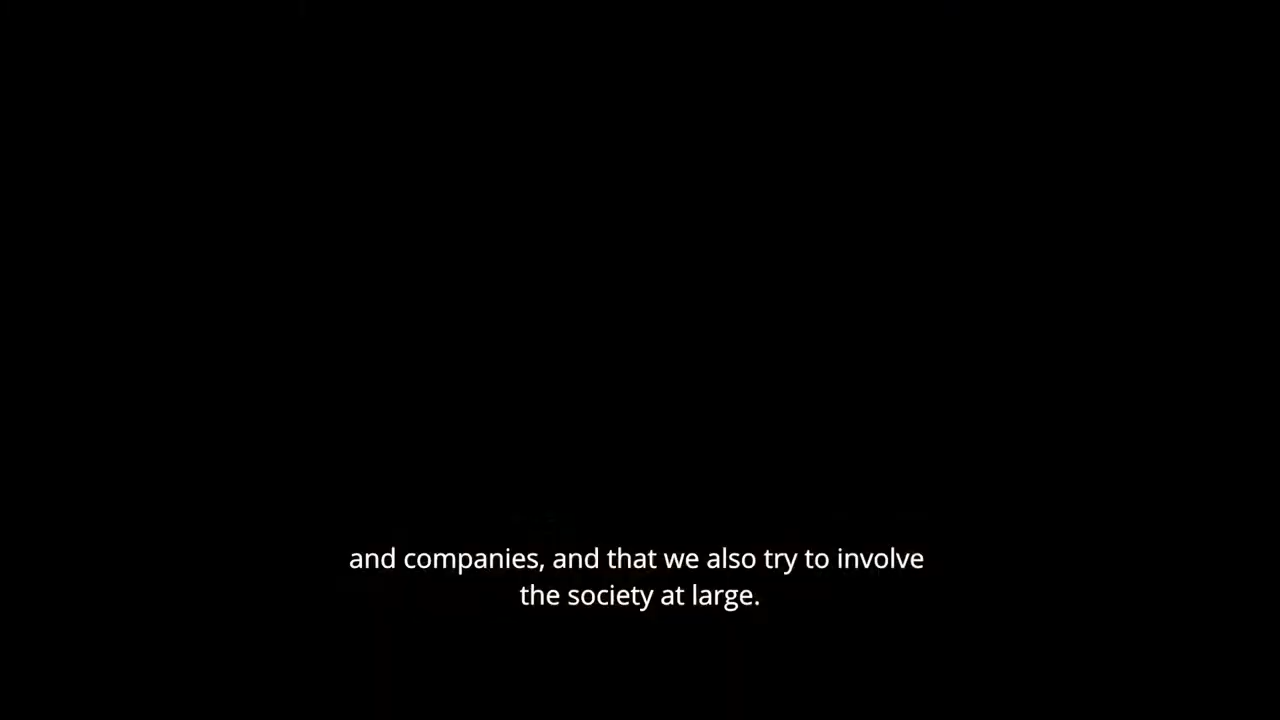 and companies, and that we also try to involve
the society at large.